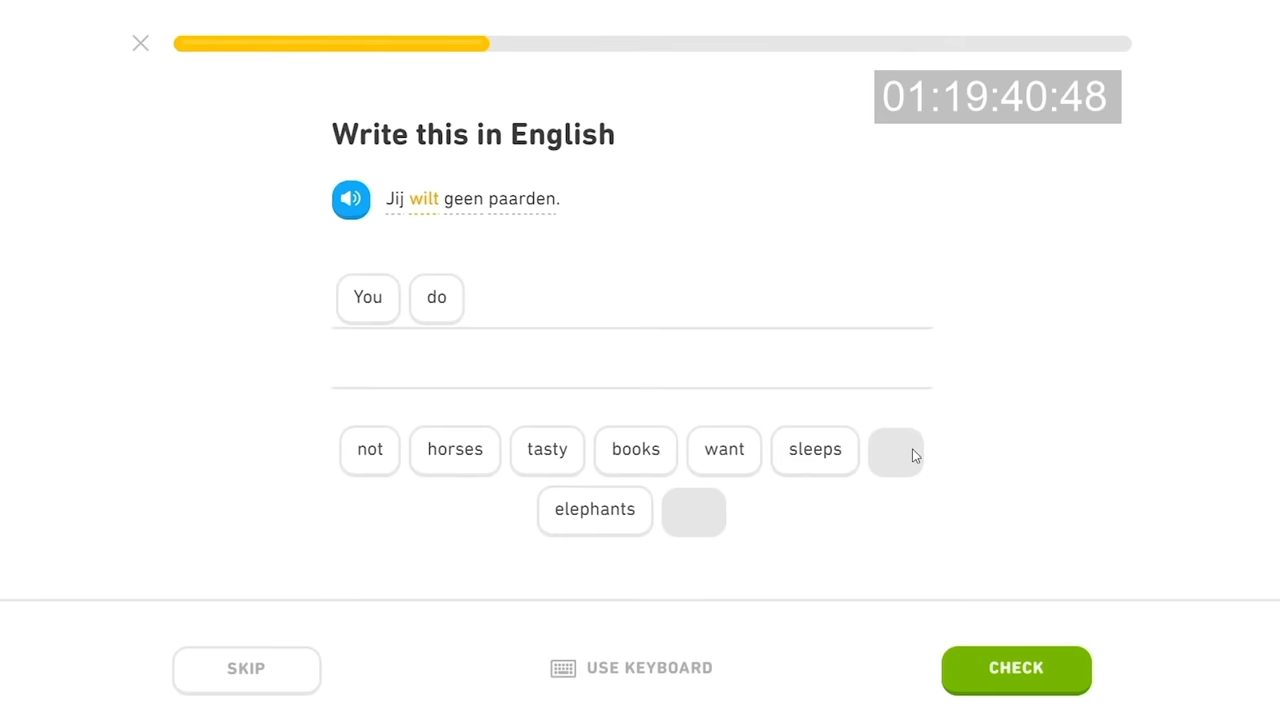 01:19:40:48
Write this in English
Jij wilt geen paarden.
You do
not horses tasty books want sleeps
elephants
SKIP USE KEYBOARD CHECK